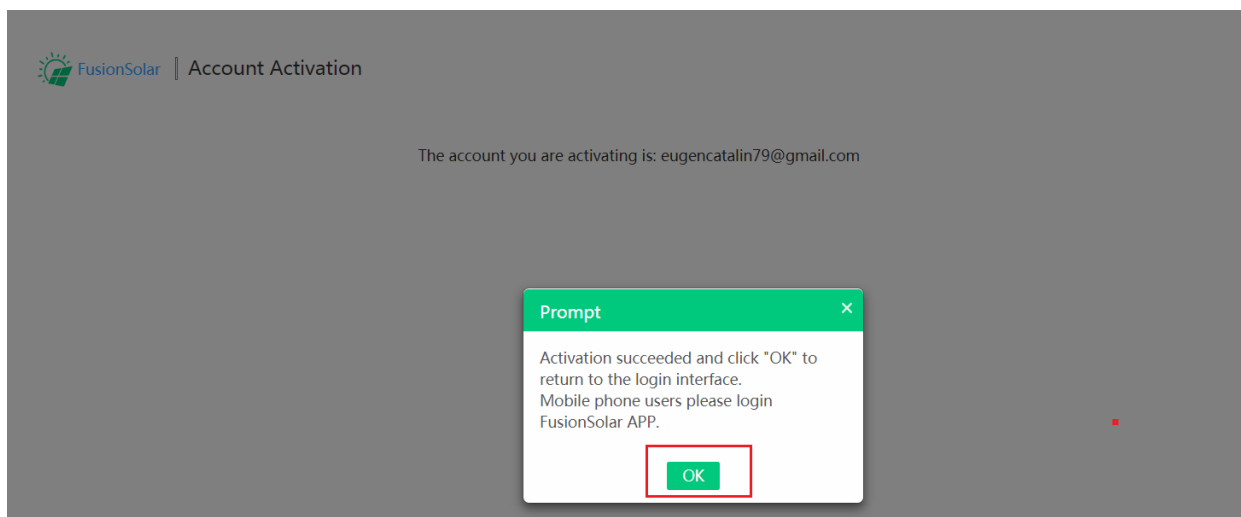 FusionSolar Account Activation
The account you are activating is: eugencatalin79@gmail.com
Prompt ×
Activation succeeded and click "OK" to
return to the login interface.
Mobile phone users please login
FusionSolar APP.
OK